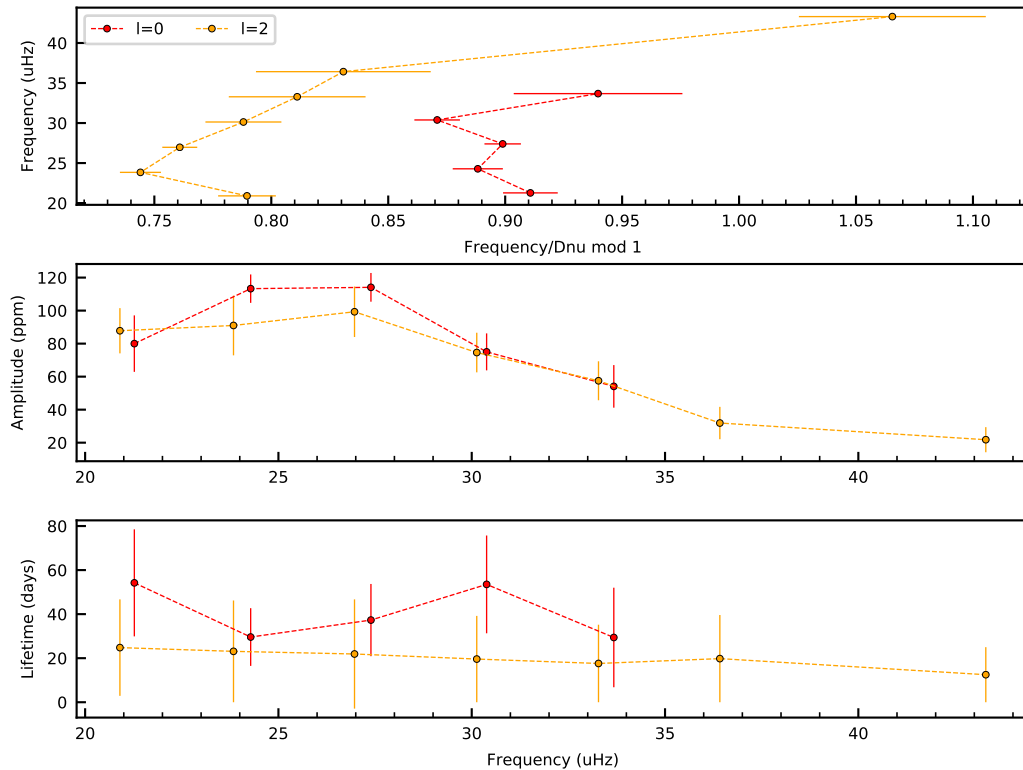 l=0 l=2
Frequency (uHz)
40
35
30
25
20
0.75 0.80 0.85 0.90 0.95 1.00 1.05 1.10
Frequency/Dnu mod 1
Amplitude (ppm)
120
100
80
60
40
20
20 25 30 35 40
Lifetime (days)
80
60
40
20
0
20 25 30 35 40
Frequency (uHz)